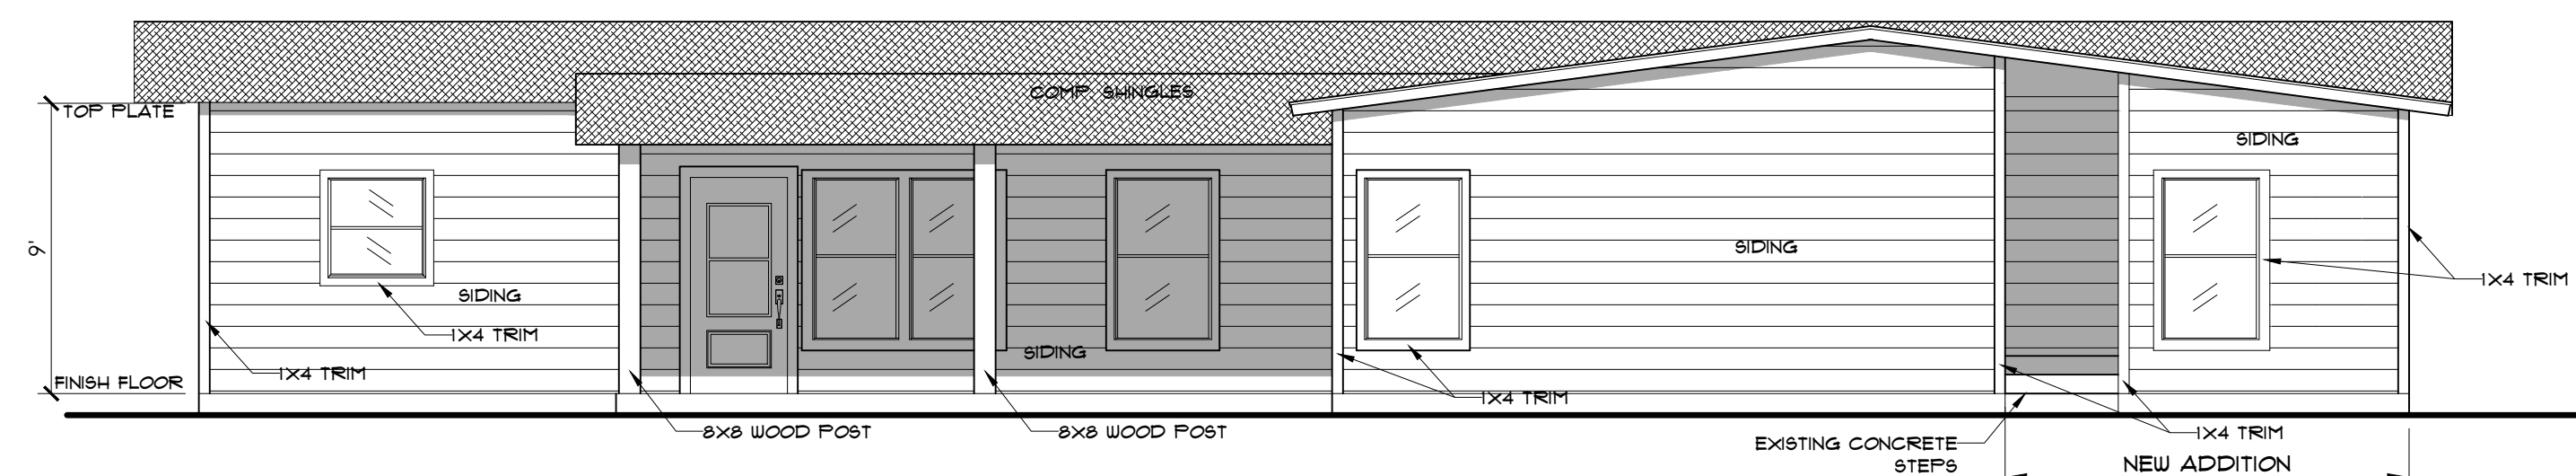 COMP SHINGLES
TOP PLATE
SIDING
9'
SIDING
1X4 TRIM
SIDING
1X4 TRIM
SIDING
1X4 TRIM
FINISH FLOOR
1X4 TRIM
8X8 WOOD POST
8X8 WOOD POST
1X4 TRIM
EXISTING CONCRETE
STEPS
NEW ADDITION